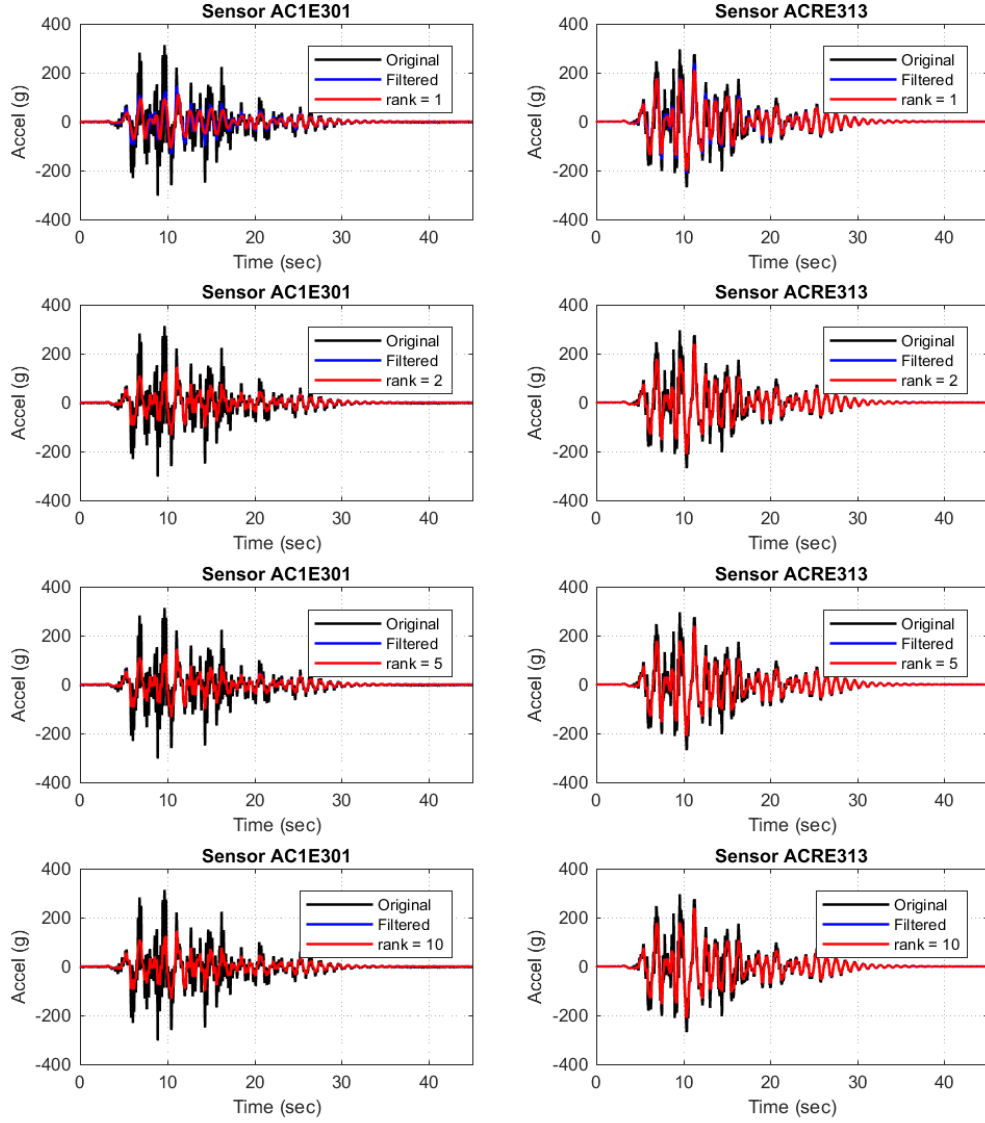 Sensor AC1E301
400
200
0
-200
-400
Accel (g)
Original
Filtered
rank = 1
0 10 20 30 40
Time (sec)
Sensor ACRE313
400
200
0
-200
-400
Accel (g)
Original
Filtered
rank = 1
0 10 20 30 40
Time (sec)
Sensor AC1E301
400
200
0
-200
-400
Accel (g)
Original
Filtered
rank = 2
0 10 20 30 40
Time (sec)
Sensor ACRE313
400
200
0
-200
-400
Accel (g)
Original
Filtered
rank = 2
0 10 20 30 40
Time (sec)
Sensor AC1E301
400
200
0
-200
-400
Accel (g)
Original
Filtered
rank = 5
0 10 20 30 40
Time (sec)
Sensor ACRE313
400
200
0
-200
-400
Accel (g)
Original
Filtered
rank = 5
0 10 20 30 40
Time (sec)
Sensor AC1E301
400
200
0
-200
-400
Accel (g)
Original
Filtered
rank = 10
0 10 20 30 40
Time (sec)
Sensor ACRE313
400
200
0
-200
-400
Accel (g)
Original
Filtered
rank = 10
0 10 20 30 40
Time (sec)